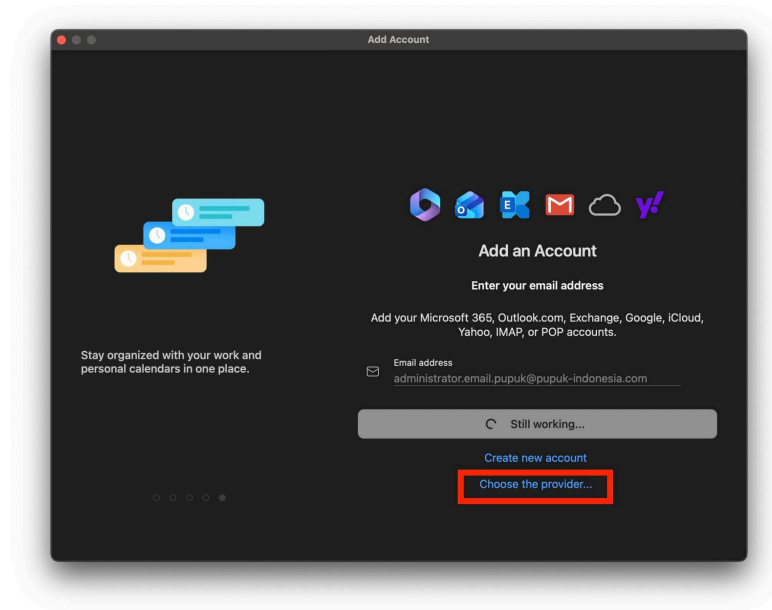 Add Account
Add an Account
Enter your email address
Add your Microsoft 365, Outlook.com, Exchange, Google, iCloud,
Yahoo, IMAP, or POP accounts.
Stay organized with your work and
personal calendars in one place.
Email address
administrator.email.pupuk@pupuk-indonesia.com
Still working...
Create new account
Choose the provider...